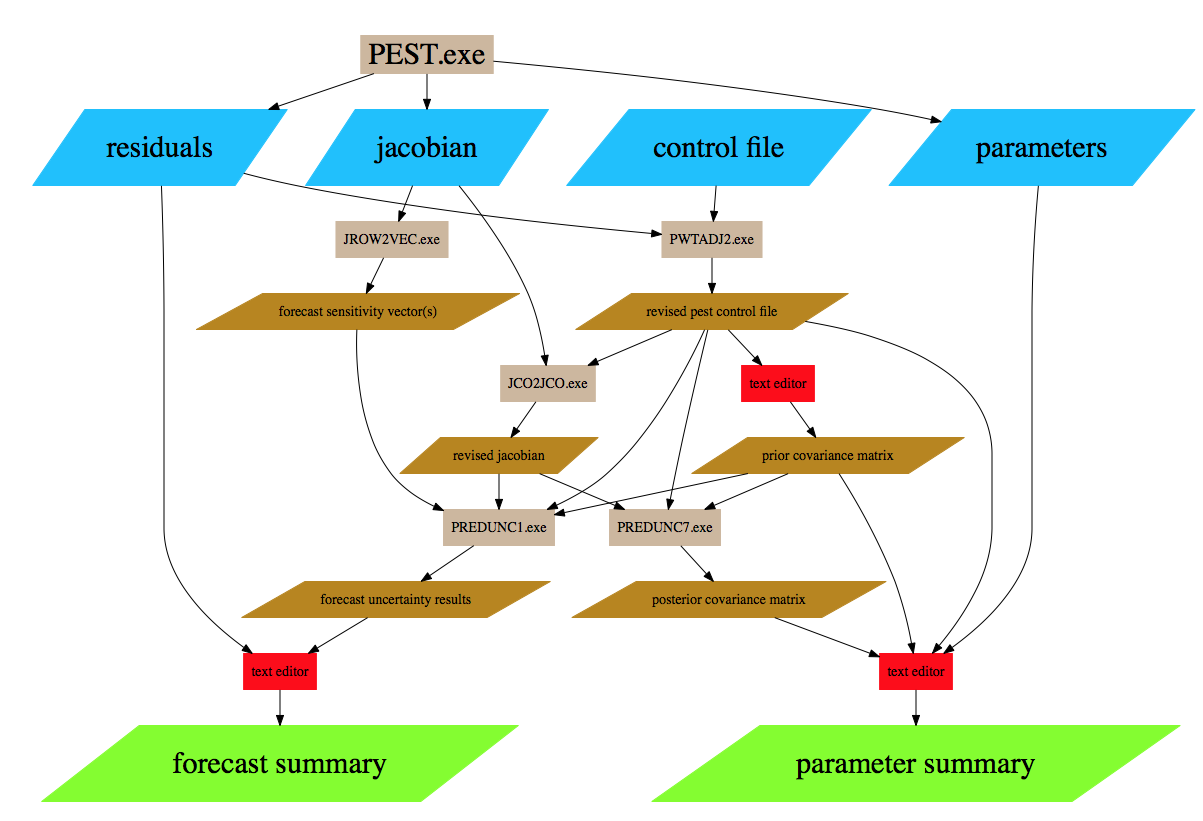 PEST.exe
residuals
jacobian
control file
parameters
JROW2VEC.exe
PWTADJ2.exe
forecast sensitivity vector(s)
revised pest control file
JCO2JCO.exe
text editor
revised jacobian
prior covariance matrix
PREDUNC1.exe
PREDUNC7.exe
forecast uncertainty results
posterior covariance matrix
text editor
text editor
forecast summary
parameter summary